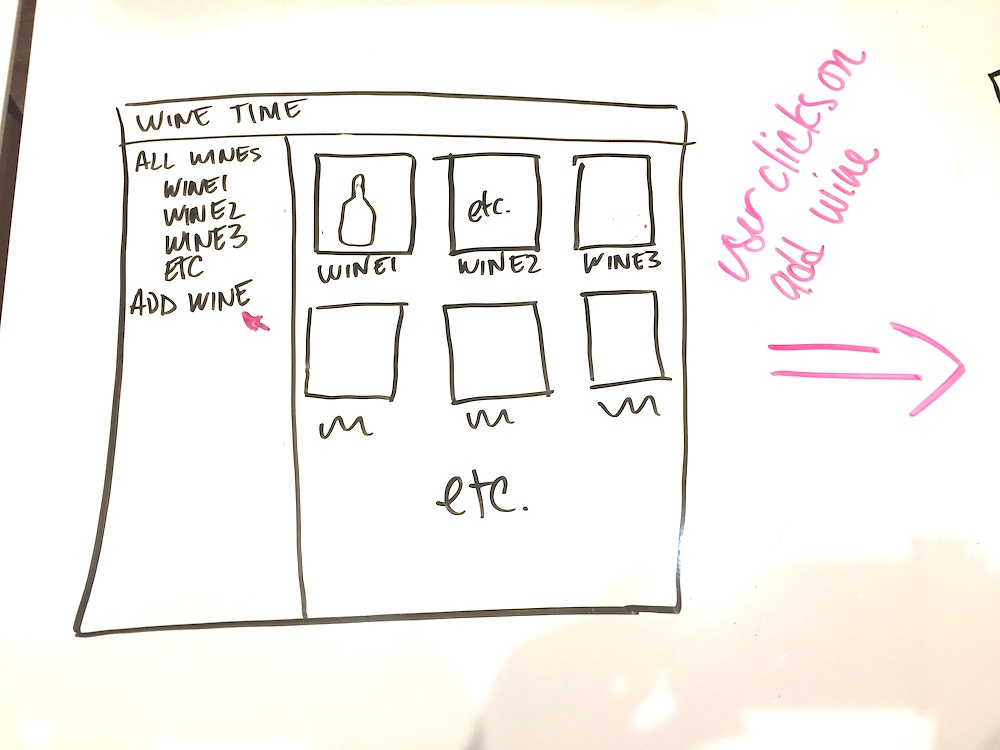 WINE TIME
ALL WINES
WINE1
WINE2
WINE3
ETC
ADD WINE
etc.
WINE1
WINE2
WINE3
etc.
user clicks on
add wine